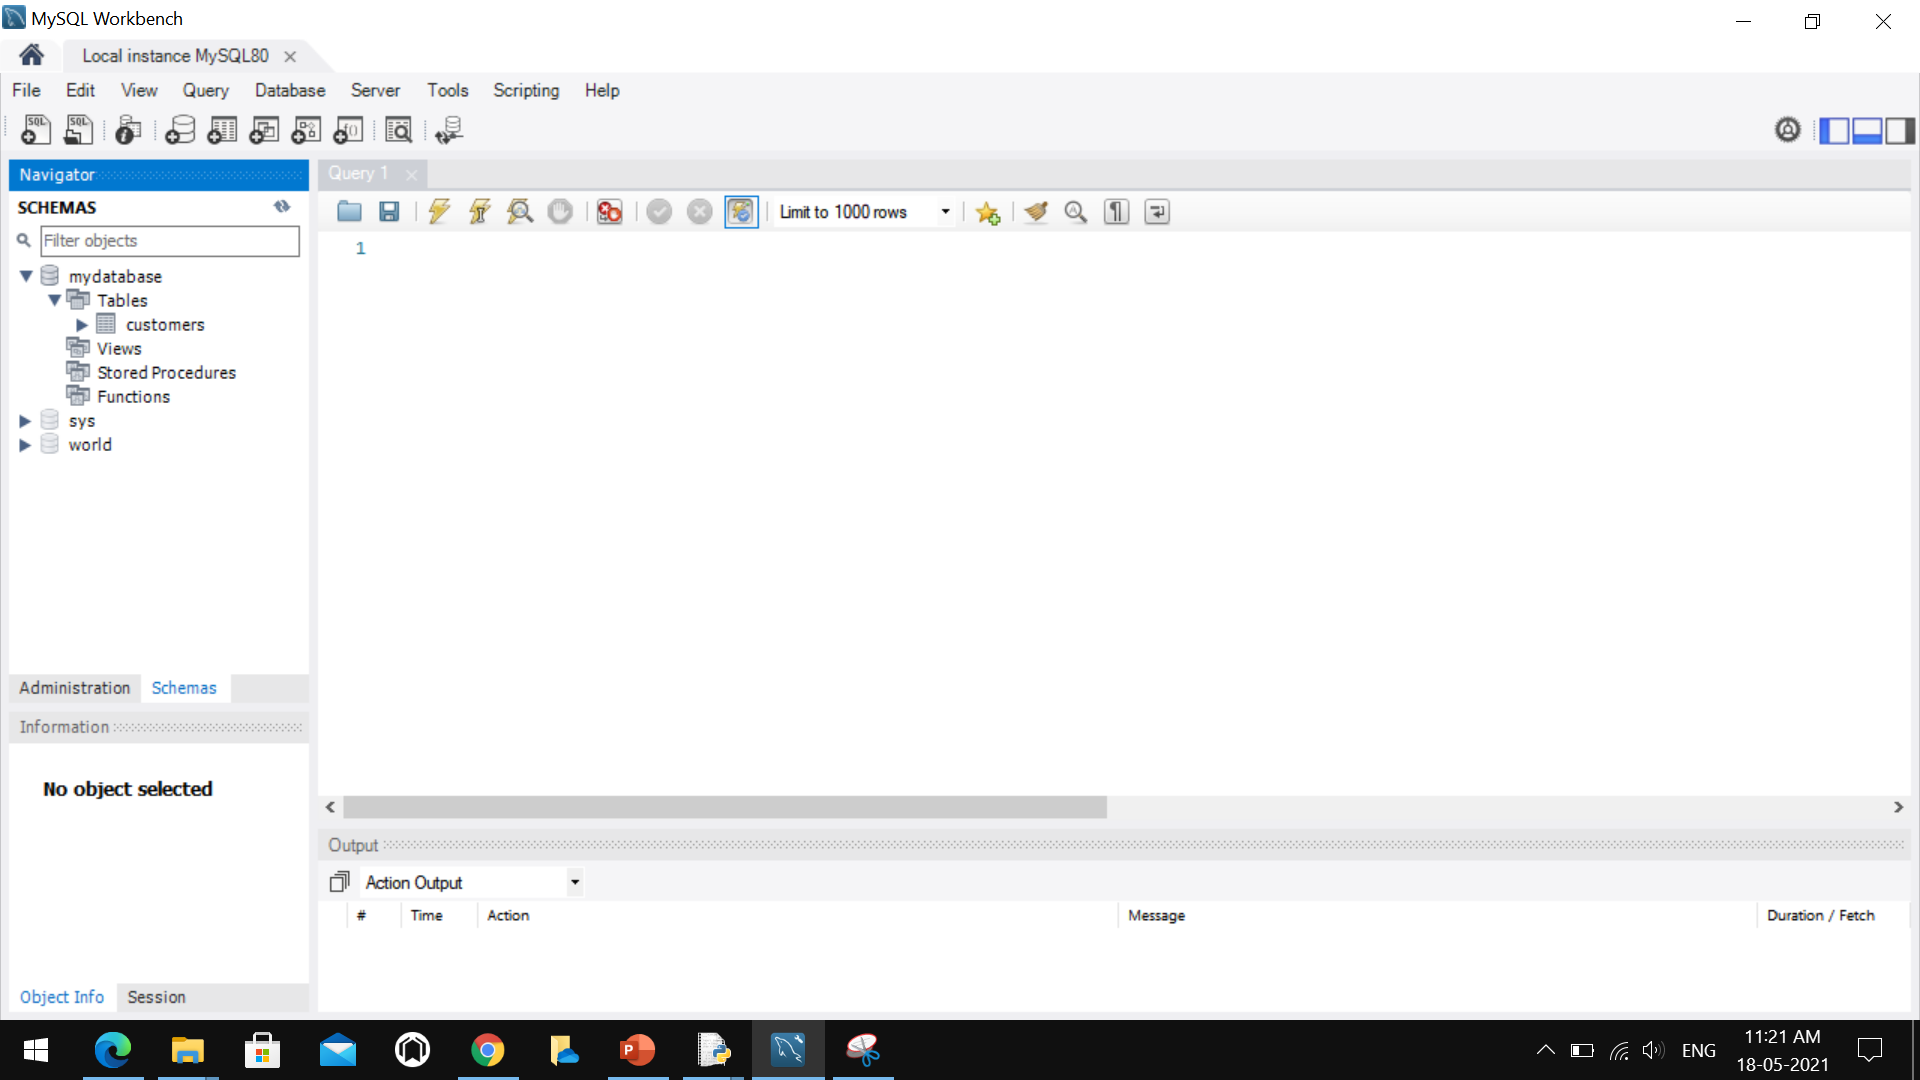 MySQL Workbench
Local instance MySQL80
File Edit View Query Database Server Tools Scripting Help
SQL SQL
Navigator
SCHEMAS
Filter objects
mydatabase
Tables
customers
Views
Stored Procedures
Functions
sys
world
Administration Schemas
Information
No object selected
Object Info Session
Query 1
Limit to 1000 rows
1
Output
Action Output
# Time Action Message Duration / Fetch
ENG
11:21 AM
18-05-2021